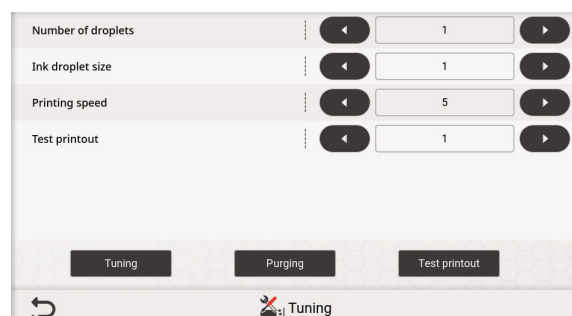 Number of droplets 1
Ink droplet size 1
Printing speed 5
Test printout 1
Tuning Purging Test printout
Tuning